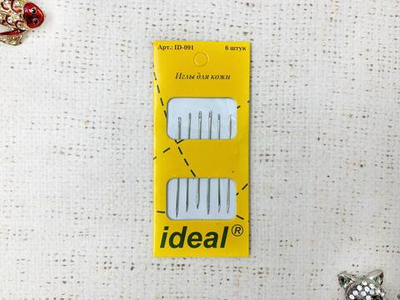 Арт.: ID-091 6 штук
Иглы для кожи
ideal®